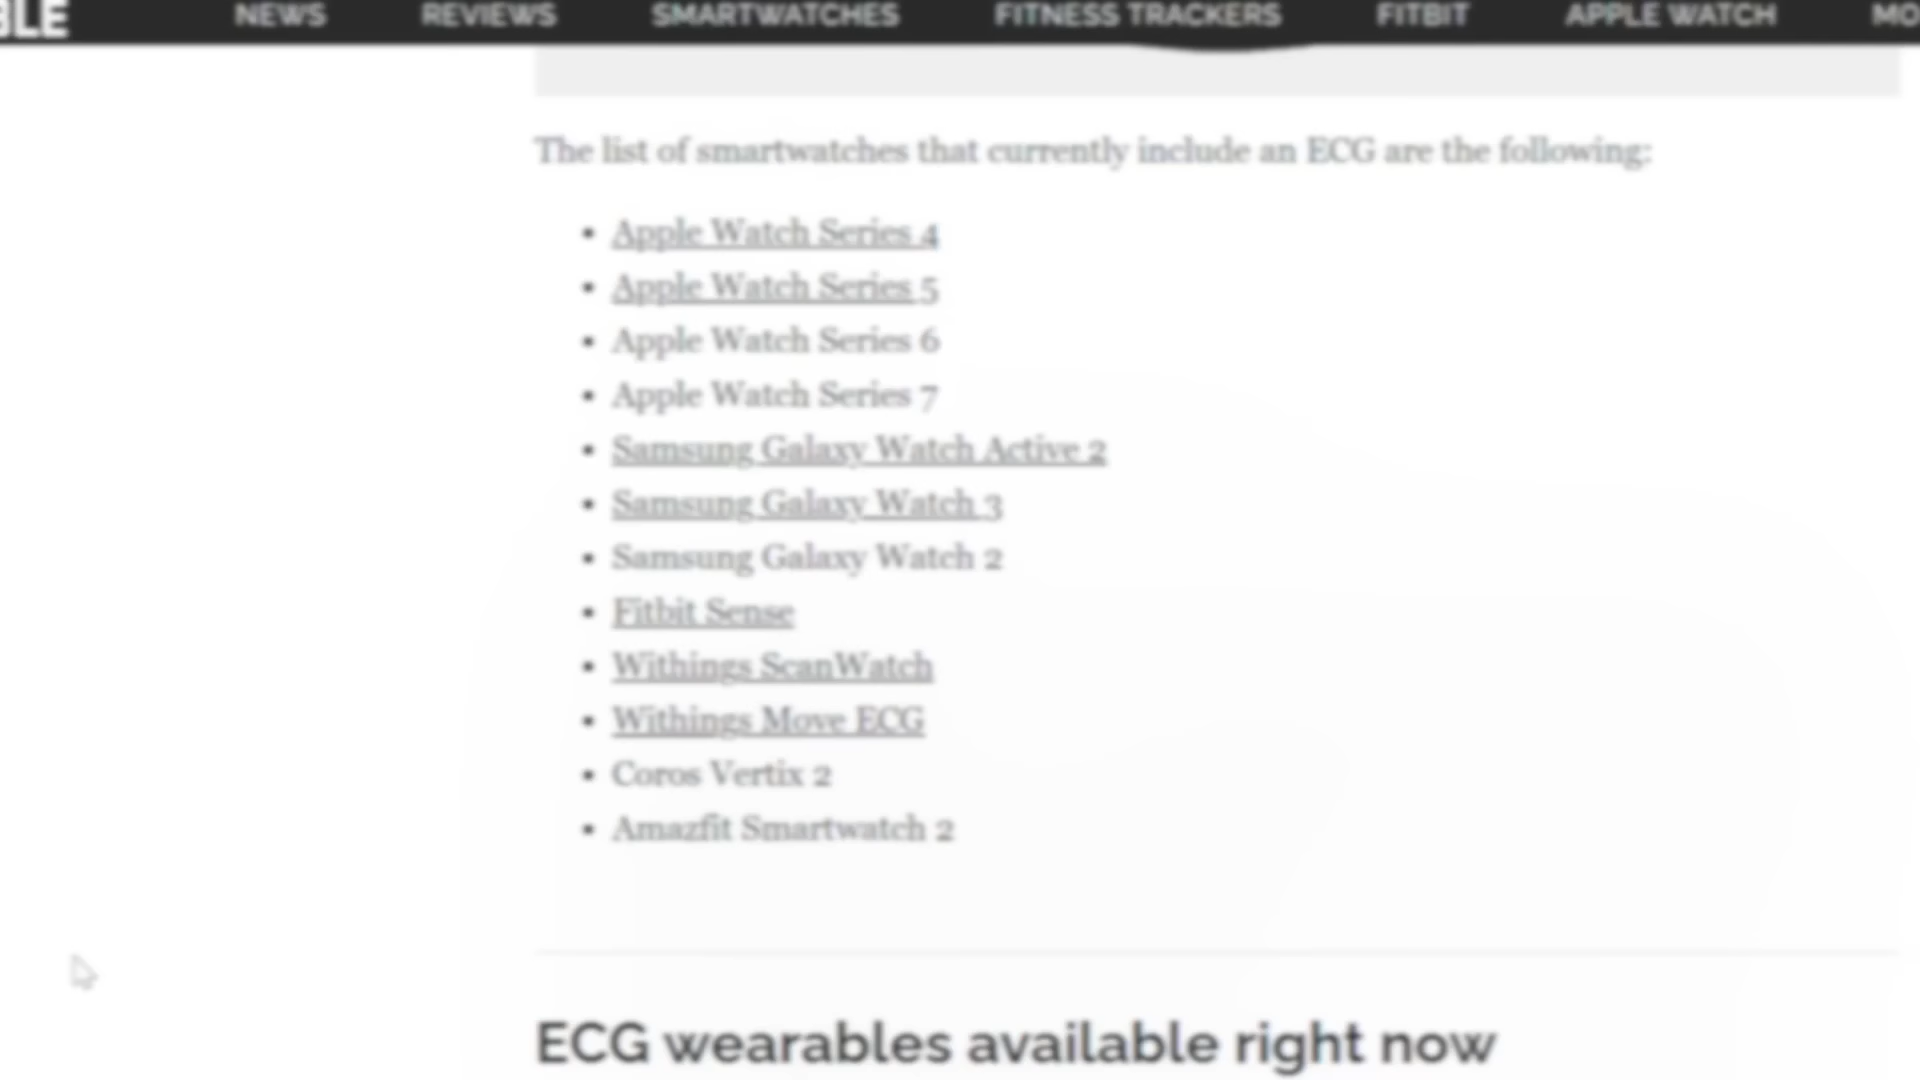 BLE NEWS REVIEWS SMARTWATCHES FITNESS TRACKERS FITBIT APPLE WATCH MO
The list of smartwatches that currently include an ECG are the following:
• Apple Watch Series 4
• Apple Watch Series 5
• Apple Watch Series 6
• Apple Watch Series 7
• Samsung Galaxy Watch Active 2
• Samsung Galaxy Watch 3
• Samsung Galaxy Watch 2
• Fitbit Sense
• Withings ScanWatch
• Withings Move ECG
• Coros Vertix 2
• Amazfit Smartwatch 2
ECG wearables available right now